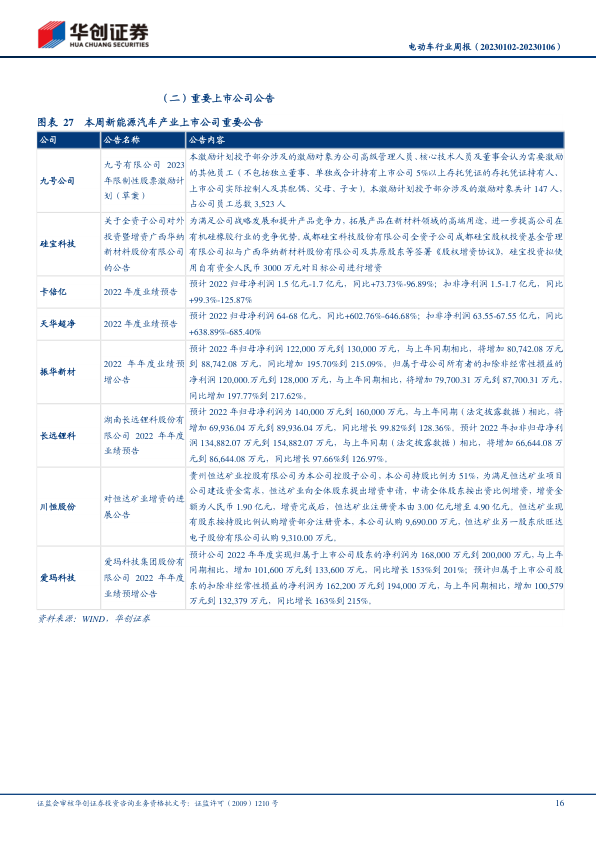 华创证券
HUA CHUANG SECURITIES
电动车行业周报（20230102-20230106）
（二）重要上市公司公告
图表 27 本周新能源汽车产业上市公司重要公告
公司 公告名称 公告内容
九号公司
九号有限公司 2023
年限制性股票激励计
划（草案）
本激励计划授予部分涉及的激励对象为公司高级管理人员、核心技术人员及董事会认为需要激励
的其他员工（不包括独立董事、单独或合计持有上市公司 5%以上存托凭证的存托凭证持有人、
上市公司实际控制人及其配偶、父母、子女）。本激励计划授予部分涉及的激励对象共计 147 人，
占公司员工总数 3,523 人
硅宝科技
关于全资子公司对外
投资暨增资广西华纳
新材料股份有限公司
的公告
为满足公司战略发展和提升产品竞争力，拓展产品在新材料领域的高端用途，进一步提高公司在
有机硅橡胶行业的竞争优势，成都硅宝科技股份有限公司全资子公司成都硅宝股权投资基金管理
有限公司拟与广西华纳新材料股份有限公司及其原股东等签署《股权增资协议》，硅宝投资拟使
用自有资金人民币 3000 万元对目标公司进行增资
卡倍亿
2022 年度业绩预告
预计 2022 归母净利润 1.5 亿元-1.7 亿元，同比+73.73%-96.89%；扣非净利润 1.5-1.7 亿元，同比
+99.3%-125.87%
天华超净
2022 年度业绩预告
预计 2022 归母净利润 64-68 亿元，同比+602.76%-646.68%；扣非净利润 63.55-67.55 亿元，同比
+638.89%-685.40%
振华新材
2022 年年度业绩预
增公告
预计 2022 年归母净利润 122,000 万元到 130,000 万元，与上年同期相比，将增加 80,742.08 万元
到 88,742.08 万元，同比增加 195.70%到 215.09%。归属于母公司所有者的扣除非经常性损益的
净利润 120,000.万元到 128,000 万元，与上年同期相比，将增加 79,700.31 万元到 87,700.31 万元，
同比增加 197.77%到 217.62%。
长远锂科
湖南长远锂科股份有
限公司 2022 年年度
业绩预告
预计 2022 年归母净利润为 140,000 万元到 160,000 万元，与上年同期（法定披露数据）相比，将
增加 69,936.04 万元到 89,936.04 万元，同比增长 99.82%到 128.36%。预计 2022 年扣非归母净利
润 134,882.07 万元到 154,882.07 万元，与上年同期（法定披露数据）相比，将增加 66,644.08 万
元到 86,644.08 万元，同比增长 97.66%到 126.97%。
川恒股份
对恒达矿业增资的进
展公告
贵州恒达矿业控股有限公司为本公司控股子公司，本公司持股比例为 51%，为满足恒达矿业项目
公司建设资金需求，恒达矿业向全体股东提出增资申请，申请全体股东按出资比例增资，增资金
额为人民币 1.90 亿元，增资完成后，恒达矿业注册资本由 3.00 亿元增至 4.90 亿元。恒达矿业现
有股东按持股比例认购增资部分注册资本，本公司认购 9,690.00 万元，恒达矿业另一股东欣旺达
电子股份有限公司认购 9,310.00 万元。
爱玛科技
爱玛科技集团股份有
限公司 2022 年年度
业绩预增公告
预计公司 2022 年年度实现归属于上市公司股东的净利润为 168,000 万元到 200,000 万元，与上年
同期相比，增加 101,600 万元到 133,600 万元，同比增长 153%到 201%；预计归属于上市公司股
东的扣除非经常性损益的净利润为 162,200 万元到 194,000 万元，与上年同期相比，增加 100,579
万元到 132,379 万元，同比增长 163%到 215%。
资料来源：WIND，华创证券
证监会审核华创证券投资咨询业务资格批文号：证监许可（2009）1210 号
16